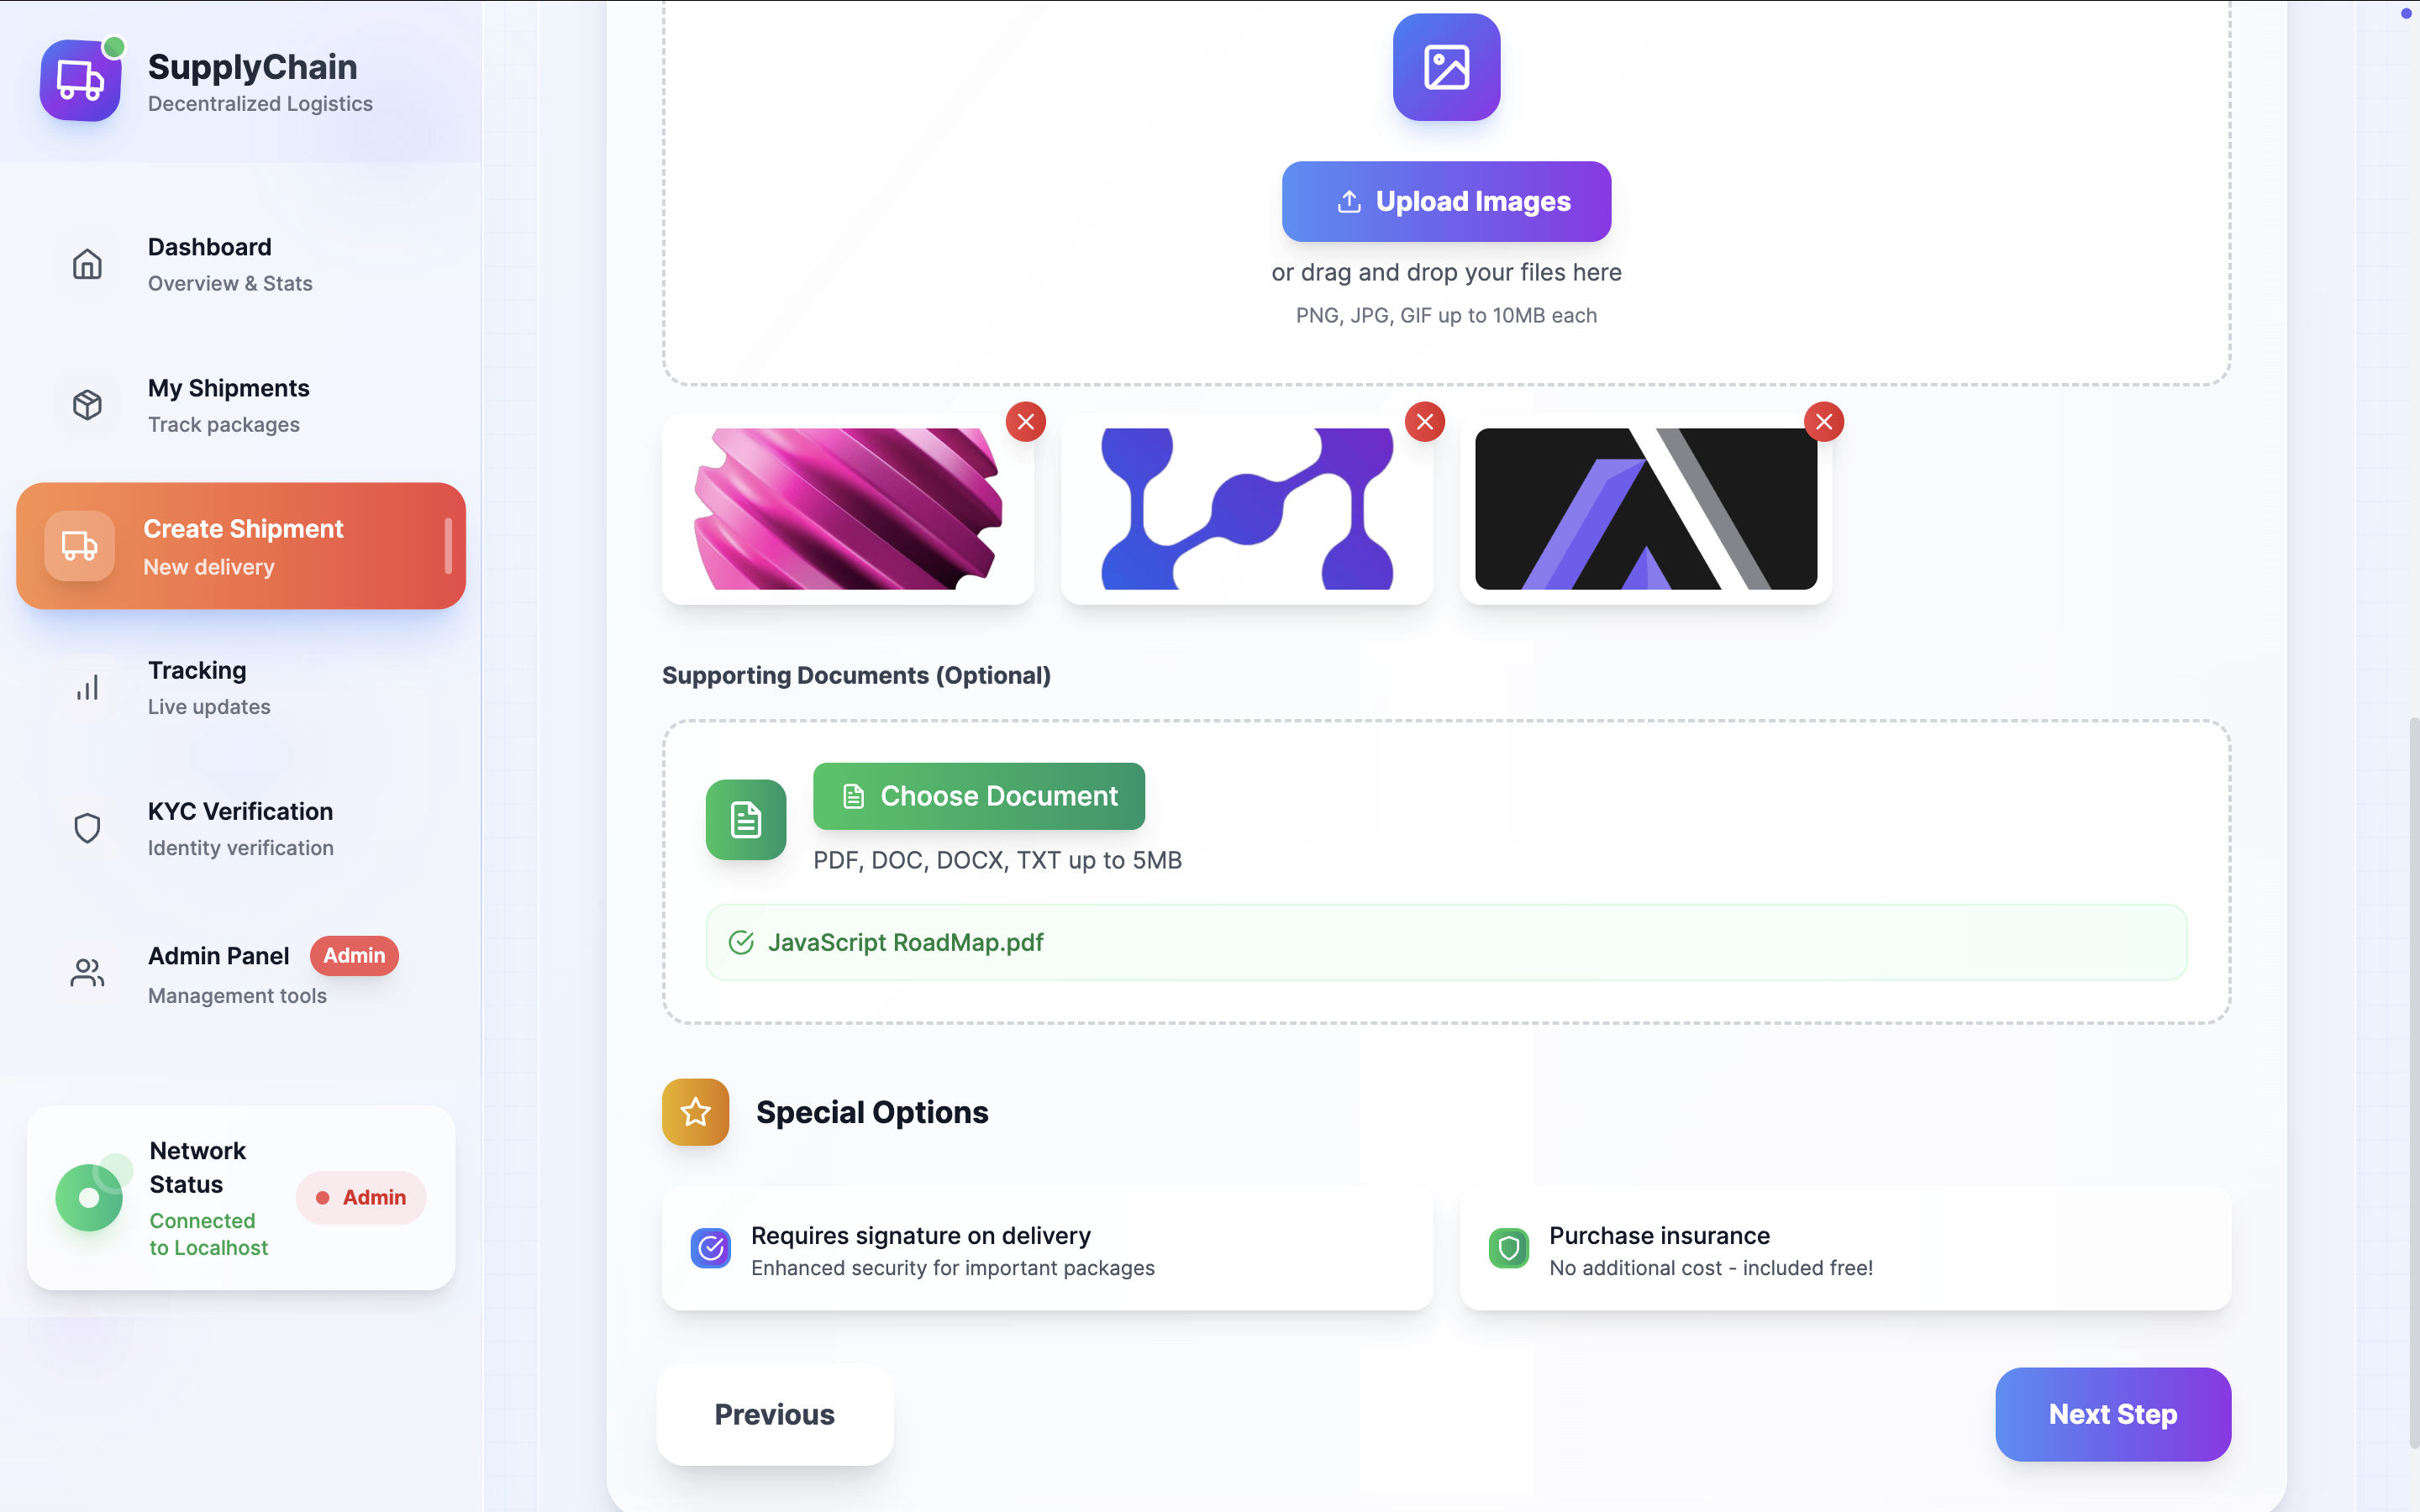 SupplyChain
Decentralized Logistics
Dashboard
Overview & Stats
My Shipments
Track packages
Create Shipment
New delivery
Tracking
Live updates
KYC Verification
Identity verification
Admin Panel Admin
Management tools
Network
Status
Connected
to Localhost
Admin
Upload Images
or drag and drop your files here
PNG, JPG, GIF up to 10MB each
Supporting Documents (Optional)
Choose Document
PDF, DOC, DOCX, TXT up to 5MB
JavaScript RoadMap.pdf
Special Options
Requires signature on delivery
Enhanced security for important packages
Purchase insurance
No additional cost - included free!
Previous
Next Step